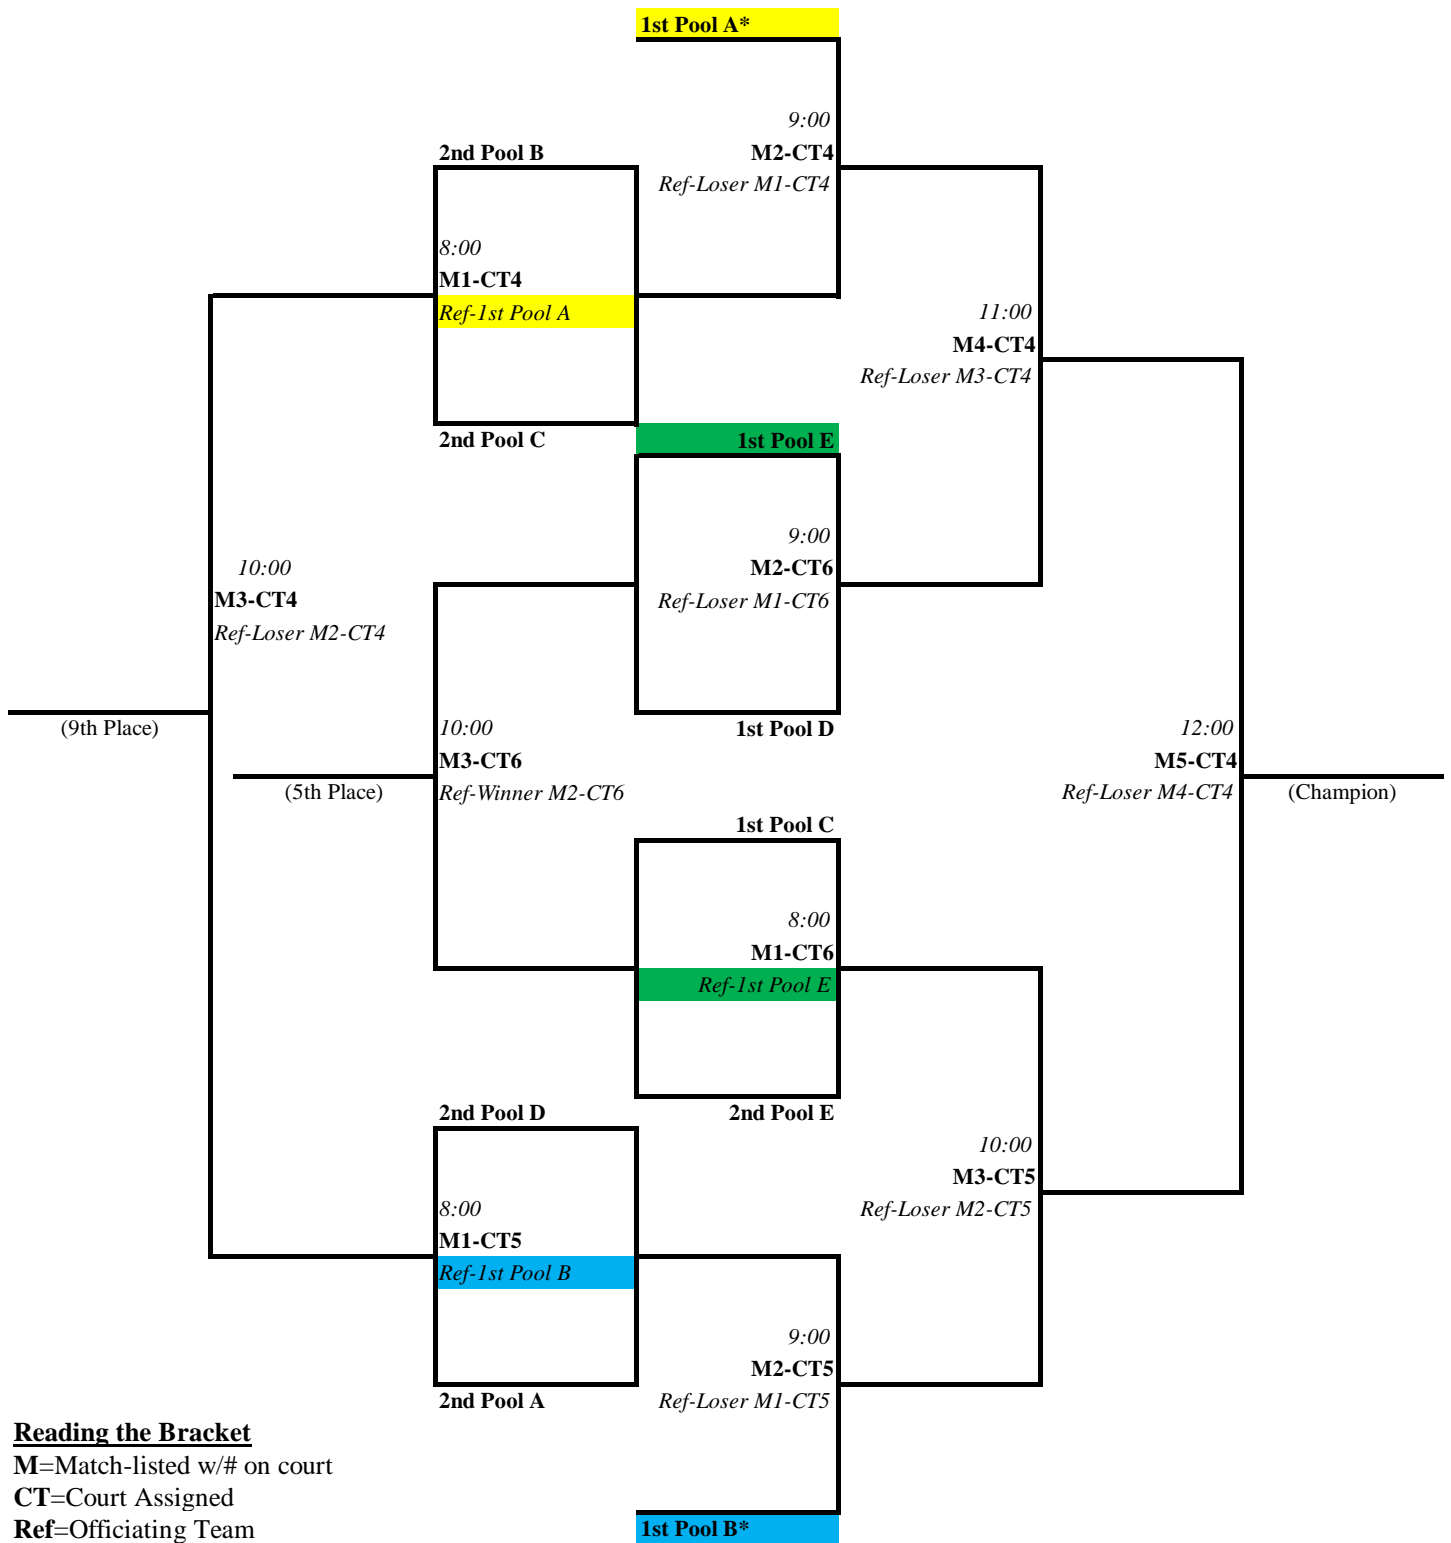 1st Pool A*
9:00
2nd Pool B
M2-CT4
Ref-Loser M1-CT4
8:00
M1-CT4
Ref-1st Pool A
11:00
M4-CT4
Ref-Loser M3-CT4
2nd Pool C
1st Pool E
9:00
10:00
M2-CT6
M3-CT4
Ref-Loser M1-CT6
Ref-Loser M2-CT4
(9th Place)
10:00
1st Pool D
12:00
M3-CT6
M5-CT4
(5th Place)
Ref-Winner M2-CT6
Ref-Loser M4-CT4
(Champion)
1st Pool C
8:00
M1-CT6
Ref-1st Pool E
2nd Pool D
2nd Pool E
10:00
M3-CT5
8:00
Ref-Loser M2-CT5
M1-CT5
Ref-1st Pool B
9:00
M2-CT5
2nd Pool A
Ref-Loser M1-CT5
Reading the Bracket
M=Match-listed w/# on court
CT=Court Assigned
Ref=Officiating Team
1st Pool B*